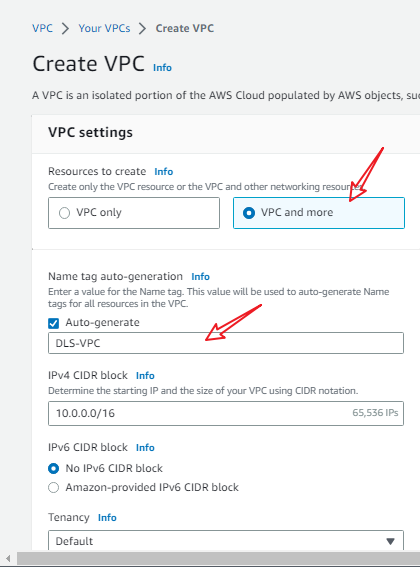 VPC > Your VPCs > Create VPC
Create VPC Info
A VPC is an isolated portion of the AWS Cloud populated by AWS objects,
VPC settings
Resources to create Info
Create only the VPC resource or the VPC and other networking resources.
VPC only
VPC and more
Name tag auto-generation Info
Enter a value for the Name tag. This value will be used to auto-generate Name
tags for all resources in the VPC.
Auto-generate
DLS-VPC
IPv4 CIDR block Info
Determine the starting IP and the size of your VPC using CIDR notation.
10.0.0.0/16 65,536 IPs
IPv6 CIDR block Info
No IPv6 CIDR block
Amazon-provided IPv6 CIDR block
Tenancy Info
Default